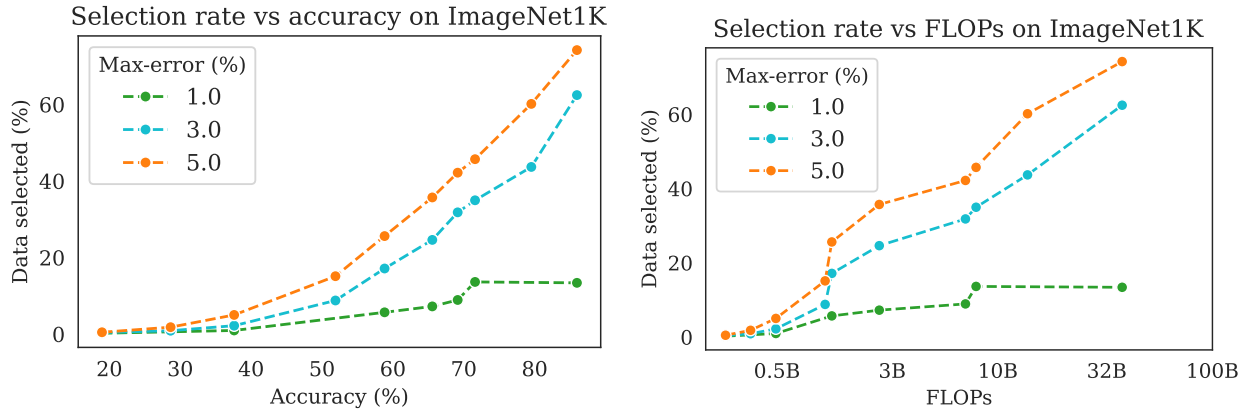 Selection rate vs accuracy on ImageNet1K
Max-error (%)
1.0
3.0
5.0
60
40
20
0
Data selected (%)
20 30 40 50 60 70 80
Accuracy (%)
Selection rate vs FLOPs on ImageNet1K
Max-error (%)
1.0
3.0
5.0
60
40
20
0
Data selected (%)
0.5B 3B 10B 32B 100B
FLOPs